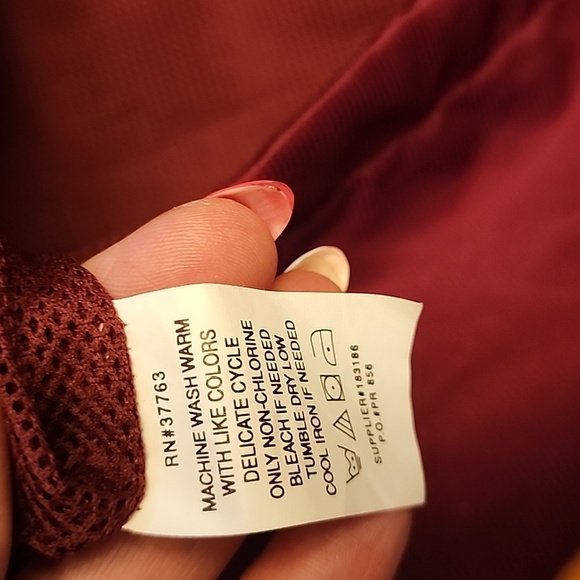 RN#37763
MACHINE WASH WARM
WITH LIKE COLORS
DELICATE CYCLE
ONLY NON-CHLORINE
BLEACH IF NEEDED
TUMBLE DRY LOW
COOL IRON IF NEEDED
SUPPLIER#183186
P.O.#PR 856